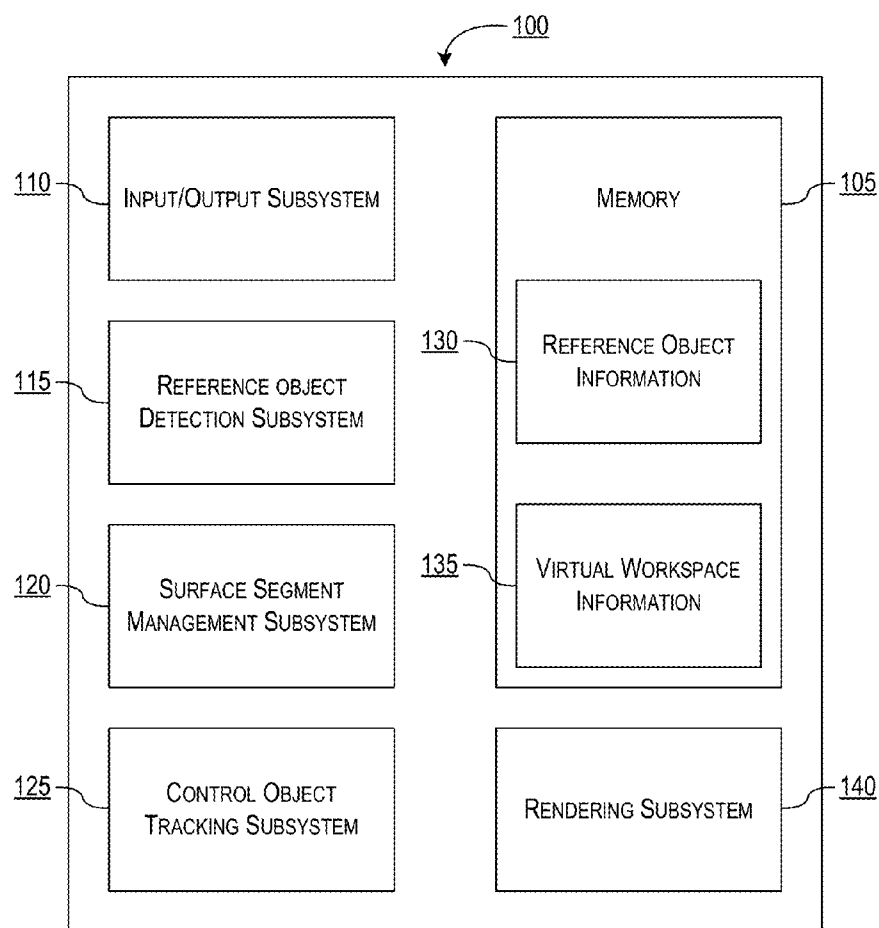 100
110
INPUT/OUTPUT SUBSYSTEM
MEMORY
105
115
REFERENCE OBJECT
DETECTION SUBSYSTEM
130
REFERENCE OBJECT
INFORMATION
120
SURFACE SEGMENT
MANAGEMENT SUBSYSTEM
135
VIRTUAL WORKSPACE
INFORMATION
125
CONTROL OBJECT
TRACKING SUBSYSTEM
RENDERING SUBSYSTEM
140